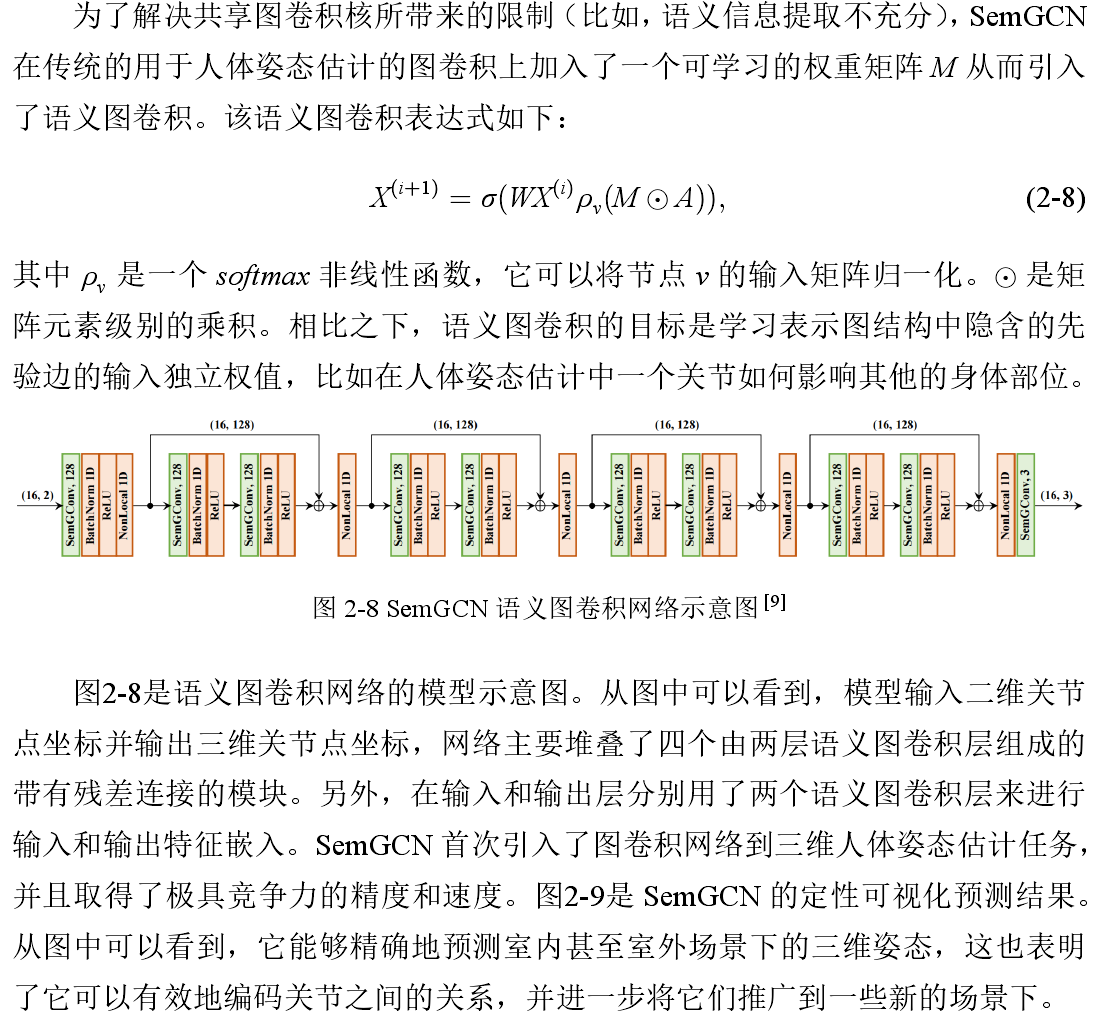 为了解决共享图卷积核所带来的限制（比如，语义信息提取不充分），SemGCN
在传统的用于人体姿态估计的图卷积上加入了一个可学习的权重矩阵 M 从而引入
了语义图卷积。该语义图卷积表达式如下：
X^(i+1) = σ(WX^(i)ρ_v(M ⊙ A)), (2-8)
其中 ρ_v 是一个 softmax 非线性函数，它可以将节点 v 的输入矩阵归一化。⊙ 是矩
阵元素级别的乘积。相比之下，语义图卷积的目标是学习表示图结构中隐含的先
验边的输入独立权值，比如在人体姿态估计中一个关节如何影响其他的身体部位。
(16, 128) (16, 128) (16, 128) (16, 128)
(16, 2) SemGConv, 128 BatchNorm 1D ReLU NonLocal 1D SemGConv, 128 BatchNorm 1D ReLU SemGConv, 128 BatchNorm 1D ReLU NonLocal 1D SemGConv, 128 BatchNorm 1D ReLU SemGConv, 128 BatchNorm 1D ReLU NonLocal 1D SemGConv, 128 BatchNorm 1D ReLU SemGConv, 128 BatchNorm 1D ReLU NonLocal 1D SemGConv, 128 BatchNorm 1D ReLU SemGConv, 128 BatchNorm 1D ReLU NonLocal 1D SemGConv, 3 (16, 3)
图 2-8 SemGCN 语义图卷积网络示意图[9]
图2-8是语义图卷积网络的模型示意图。从图中可以看到，模型输入二维关节
点坐标并输出三维关节点坐标，网络主要堆叠了四个由两层语义图卷积层组成的
带有残差连接的模块。另外，在输入和输出层分别用了两个语义图卷积层来进行
输入和输出特征嵌入。SemGCN 首次引入了图卷积网络到三维人体姿态估计任务，
并且取得了极具竞争力的精度和速度。图2-9是 SemGCN 的定性可视化预测结果。
从图中可以看到，它能够精确地预测室内甚至室外场景下的三维姿态，这也表明
了它可以有效地编码关节之间的关系，并进一步将它们推广到一些新的场景下。